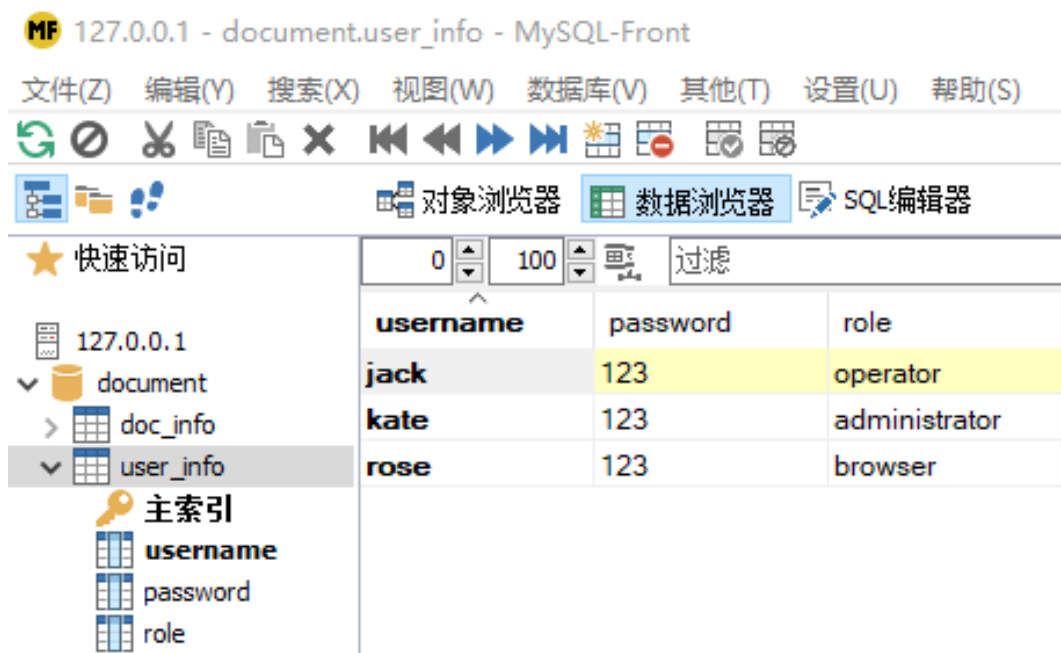 MF 127.0.0.1 - document.user_info - MySQL-Front
文件(Z) 编辑(Y) 搜索(X) 视图(W) 数据库(V) 其他(T) 设置(U) 帮助(S)
对象浏览器 数据浏览器 SQL编辑器
快速访问
0 100 过滤
127.0.0.1
document
doc_info
user_info
主索引
username
password
role
username password role
jack 123 operator
kate 123 administrator
rose 123 browser